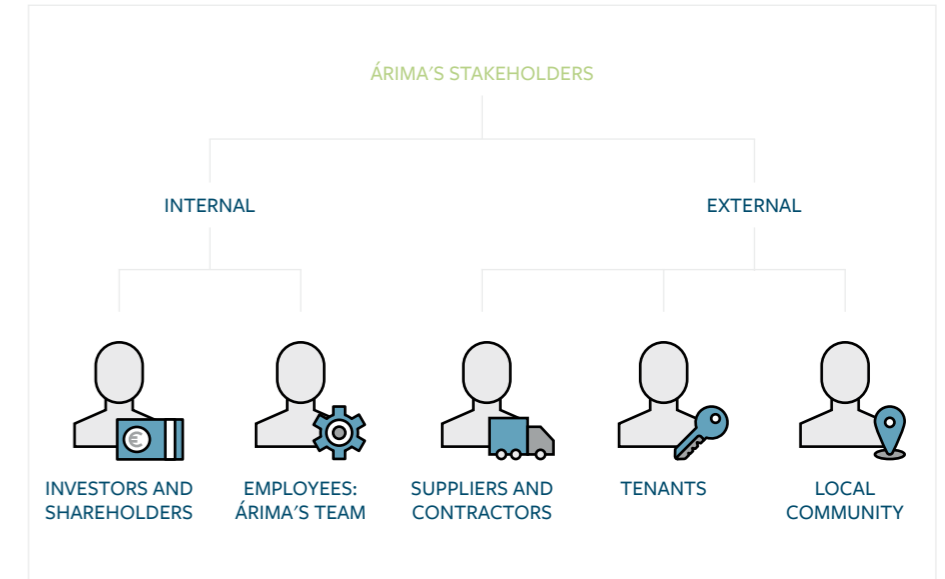 ÁRIMA'S STAKEHOLDERS
INTERNAL
EXTERNAL
INVESTORS AND
SHAREHOLDERS
EMPLOYEES:
ÁRIMA'S TEAM
SUPPLIERS AND
CONTRACTORS
TENANTS
LOCAL
COMMUNITY
€